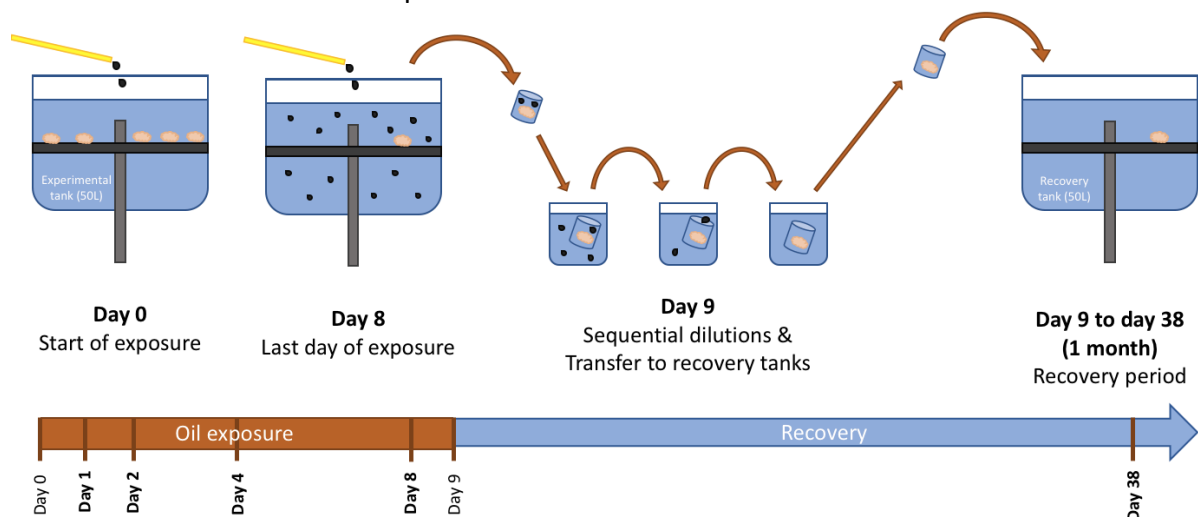 Experimental
tank (50L)
Recovery
tank (50L)
Day 0
Start of exposure
Day 8
Last day of exposure
Day 9
Sequential dilutions &
Transfer to recovery tanks
Day 9 to day 38
(1 month)
Recovery period
Oil exposure
Recovery
Day 0
Day 1
Day 2
Day 4
Day 8
Day 9
Day 38